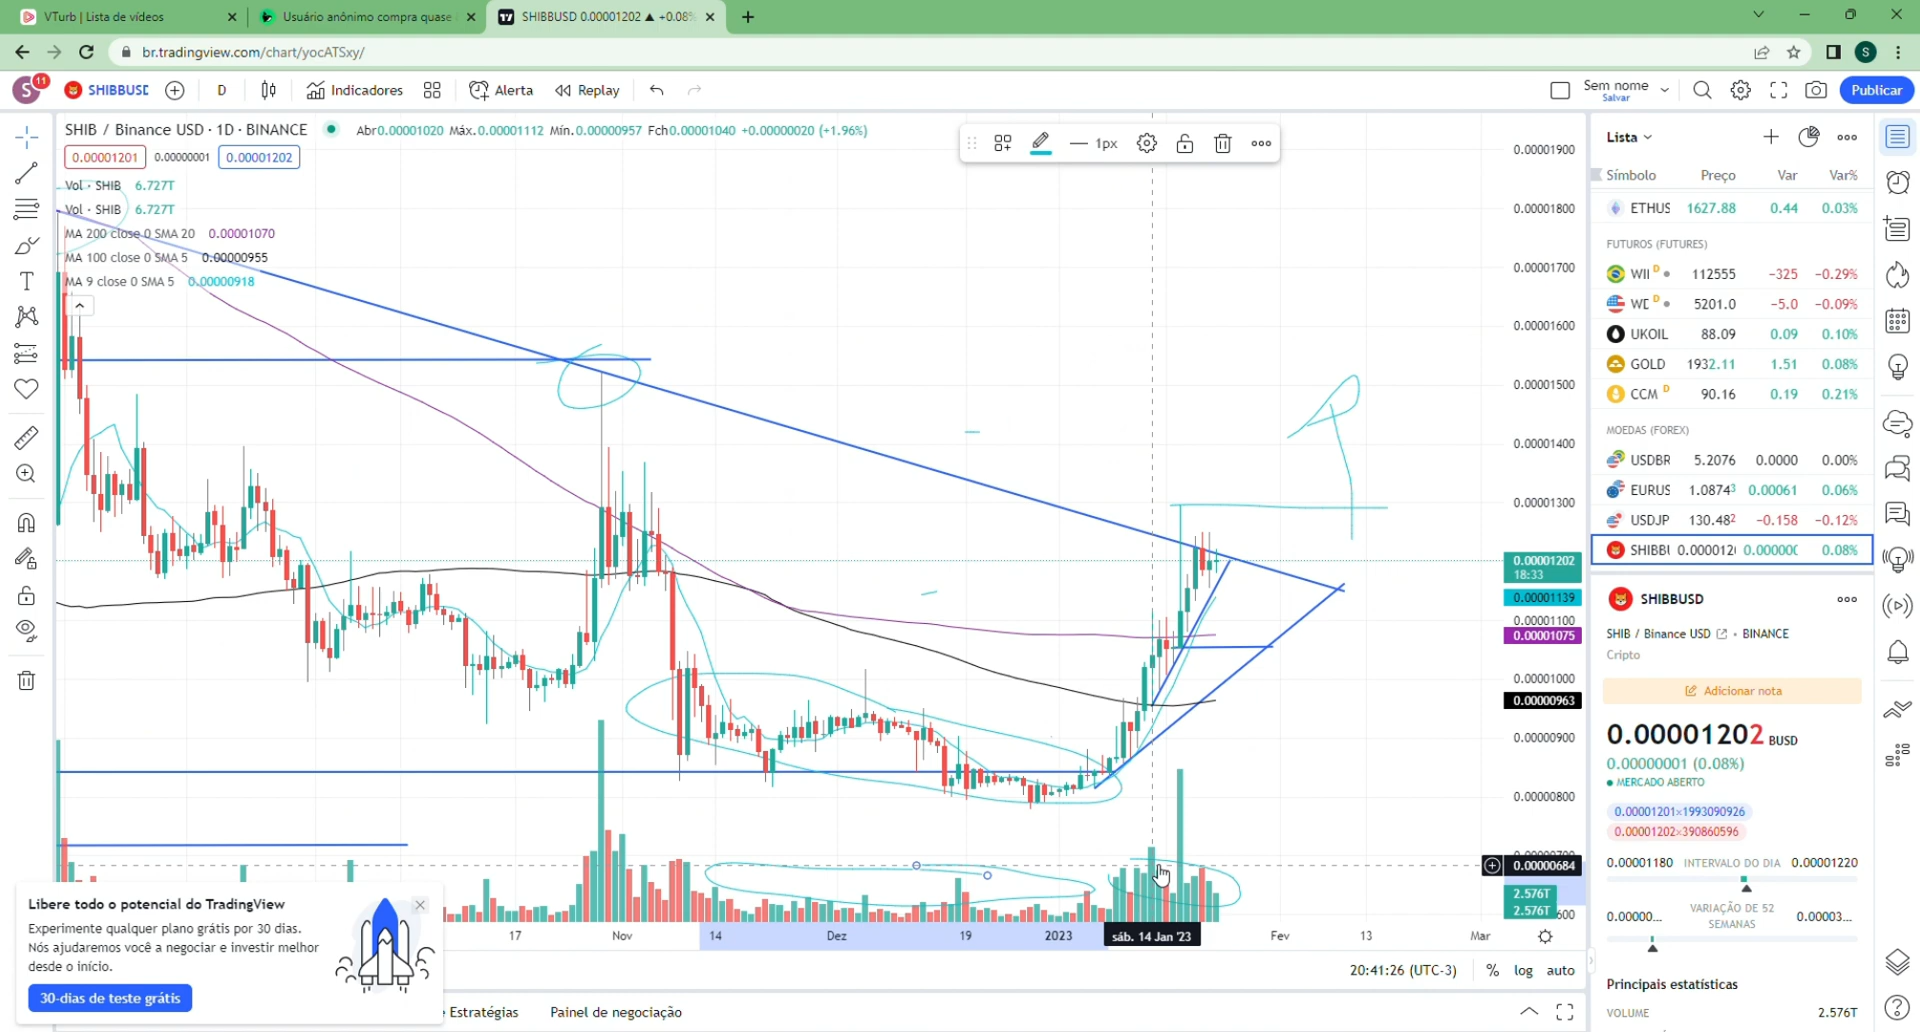 VTurb | Lista de vídeos
Usuário anônimo compra quase
SHIBBUSD 0.00001202 ▲ +0.08%
br.tradingview.com/chart/yocATSxy/
S
S 11
SHIBBUSD
D
Indicadores
Alerta
Replay
Sem nome
Salvar
Publicar
SHIB / Binance USD · 1D · BINANCE
Abr0.00001020 Máx.0.00001112 Mín.0.00000957 Fch0.00001040 +0.00000020 (+1.96%)
0.00001201 0.00000001 0.00001202
Vol · SHIB 6.727T
Vol · SHIB 6.727T
MA 200 close 0 SMA 20 0.00001070
MA 100 close 0 SMA 5 0.00000955
MA 9 close 0 SMA 5 0.00000918
1px
0.00001900
0.00001800
0.00001700
0.00001600
0.00001500
0.00001400
0.00001300
0.00001202
18:33
0.00001139
0.00001100
0.00001075
0.00001000
0.00000963
0.00000900
0.00000800
0.00000684
2.576T
2.576T
17
Nov
14
Dez
19
2023
sáb. 14 Jan '23
Fev
13
Mar
20:41:26 (UTC-3)
%
log
auto
Libere todo o potencial do TradingView
Experimente qualquer plano grátis por 30 dias.
Nós ajudaremos você a negociar e investir melhor
desde o início.
30-dias de teste grátis
Estratégias
Painel de negociação
Lista
Símbolo Preço Var Var%
ETHUS 1627.88 0.44 0.03%
FUTUROS (FUTURES)
WII D 112555 −325 −0.29%
WD D 5201.0 −5.0 −0.09%
UKOIL 88.09 0.09 0.10%
GOLD 1932.11 1.51 0.08%
CCM D 90.16 0.19 0.21%
MOEDAS (FOREX)
USDBR 5.2076 0.0000 0.00%
EURUS 1.0874³ 0.00061 0.06%
USDJP 130.48² −0.158 −0.12%
SHIBBU 0.0000120 0.000000 0.08%
SHIBBUSD
SHIB / Binance USD • BINANCE
Cripto
Adicionar nota
0.00001202 BUSD
0.00000001 (0.08%)
MERCADO ABERTO
0.00001201×1993090926
0.00001202×390860596
0.00001180 INTERVALO DO DIA 0.00001220
0.00000... VARIAÇÃO DE 52 0.00003...
SEMANAS
Principais estatísticas
VOLUME 2.576T